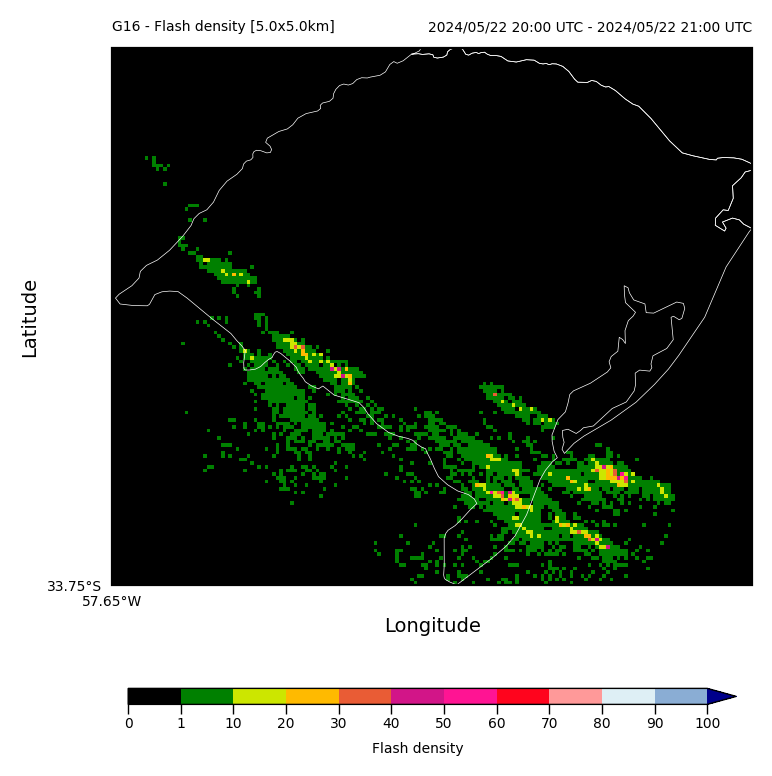 G16 - Flash density [5.0x5.0km]
2024/05/22 20:00 UTC - 2024/05/22 21:00 UTC
Latitude
33.75°S
57.65°W
Longitude
0 1 10 20 30 40 50 60 70 80 90 100
Flash density